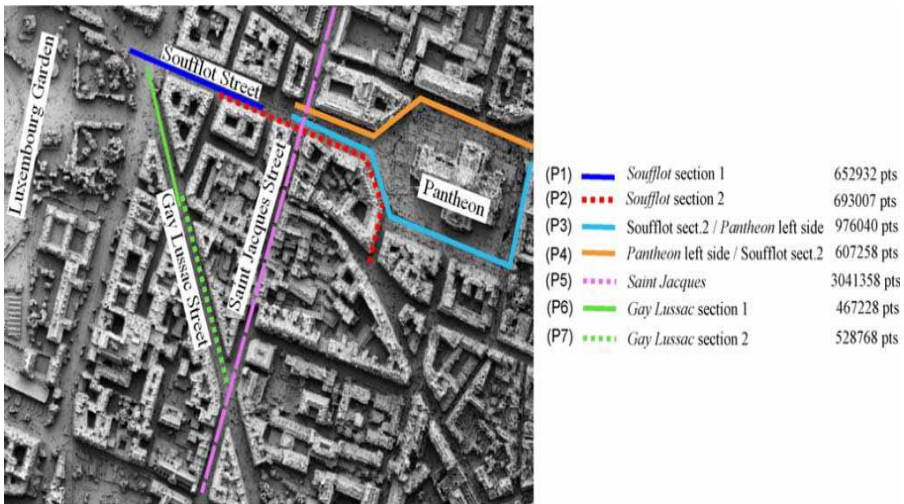 Luxembourg Garden
Soufflot Street
Gay Lussac Street
Saint Jacques Street
Pantheon
(P1) Soufflot section 1 652932 pts
(P2) Soufflot section 2 693007 pts
(P3) Soufflot sect.2 / Pantheon left side 976040 pts
(P4) Pantheon left side / Soufflot sect.2 607258 pts
(P5) Saint Jacques 3041358 pts
(P6) Gay Lussac section 1 467228 pts
(P7) Gay Lussac section 2 528768 pts